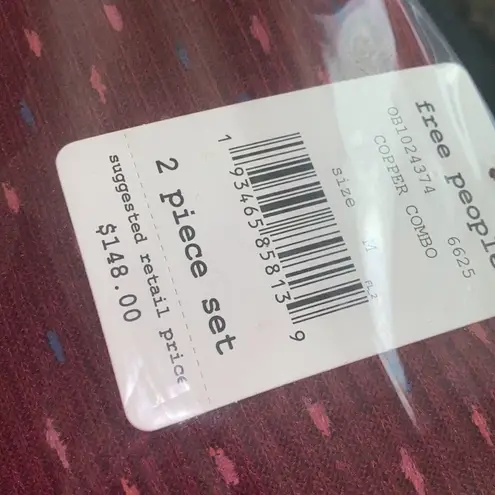 free people
OB1024374 6625
COPPER COMBO
size M
1 93465 85813 9
2 piece set
suggested retail price
$148.00